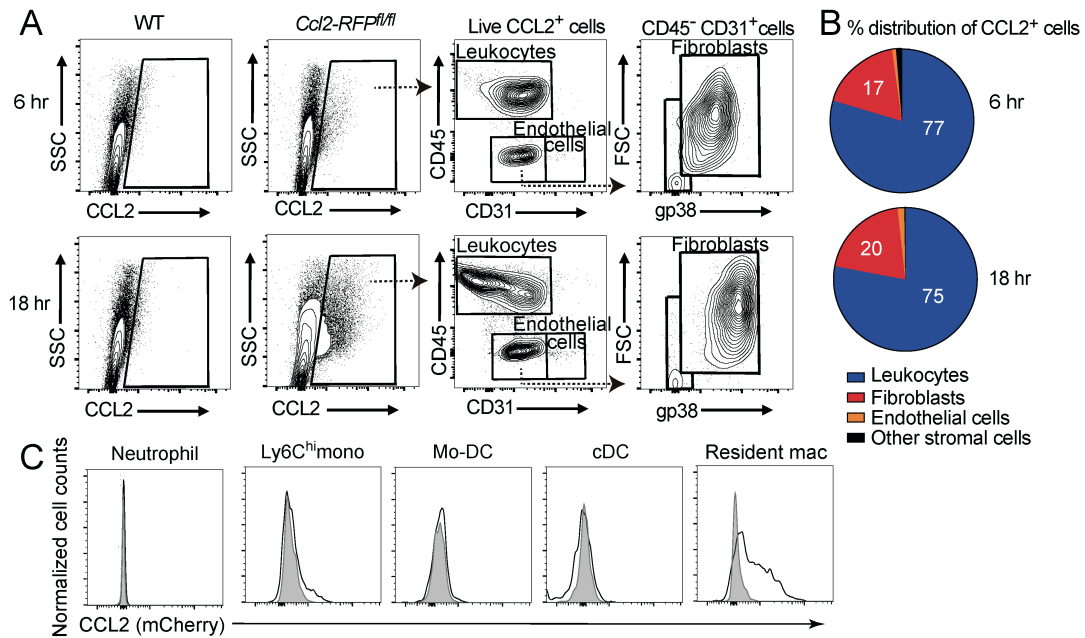 A
WT
Ccl2-RFPfl/fl
Live CCL2+ cells
CD45- CD31+cells
6 hr
SSC
CCL2
SSC
CCL2
Leukocytes
Endothelial
cells
CD45
CD31
Fibroblasts
FSC
gp38
18 hr
SSC
CCL2
SSC
CCL2
Leukocytes
Endothelial
cells
CD45
CD31
Fibroblasts
FSC
gp38
B
% distribution of CCL2+ cells
17
77
6 hr
20
75
18 hr
Leukocytes
Fibroblasts
Endothelial cells
Other stromal cells
C
Neutrophil
Ly6Chimono
Mo-DC
cDC
Resident mac
Normalized cell counts
CCL2 (mCherry)